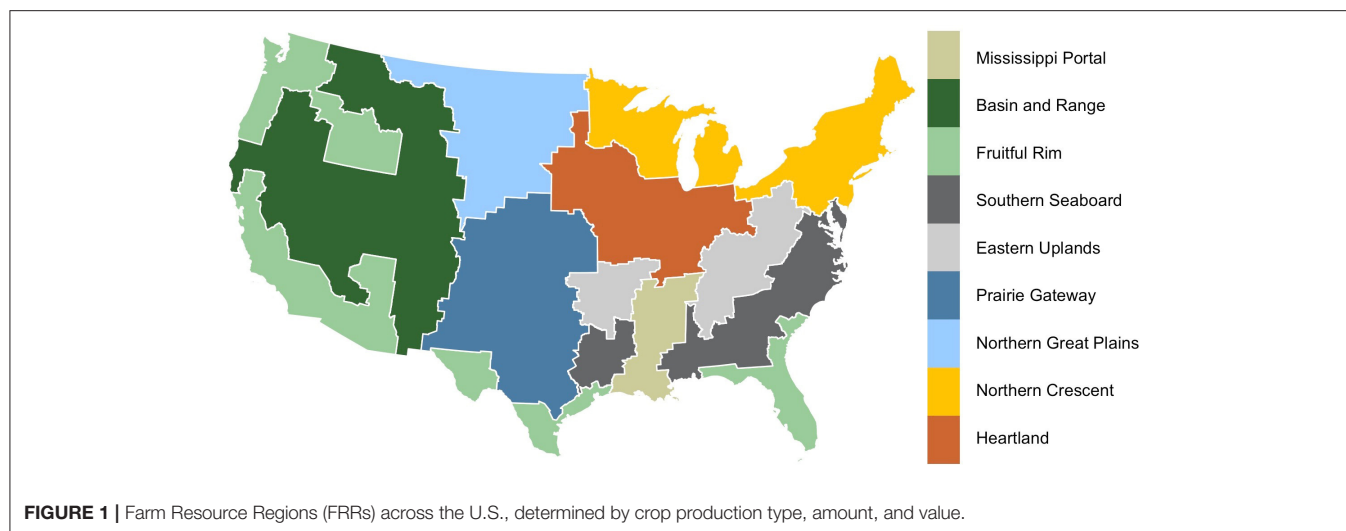 Mississippi Portal
Basin and Range
Fruitful Rim
Southern Seaboard
Eastern Uplands
Prairie Gateway
Northern Great Plains
Northern Crescent
Heartland
FIGURE 1 | Farm Resource Regions (FRRs) across the U.S., determined by crop production type, amount, and value.